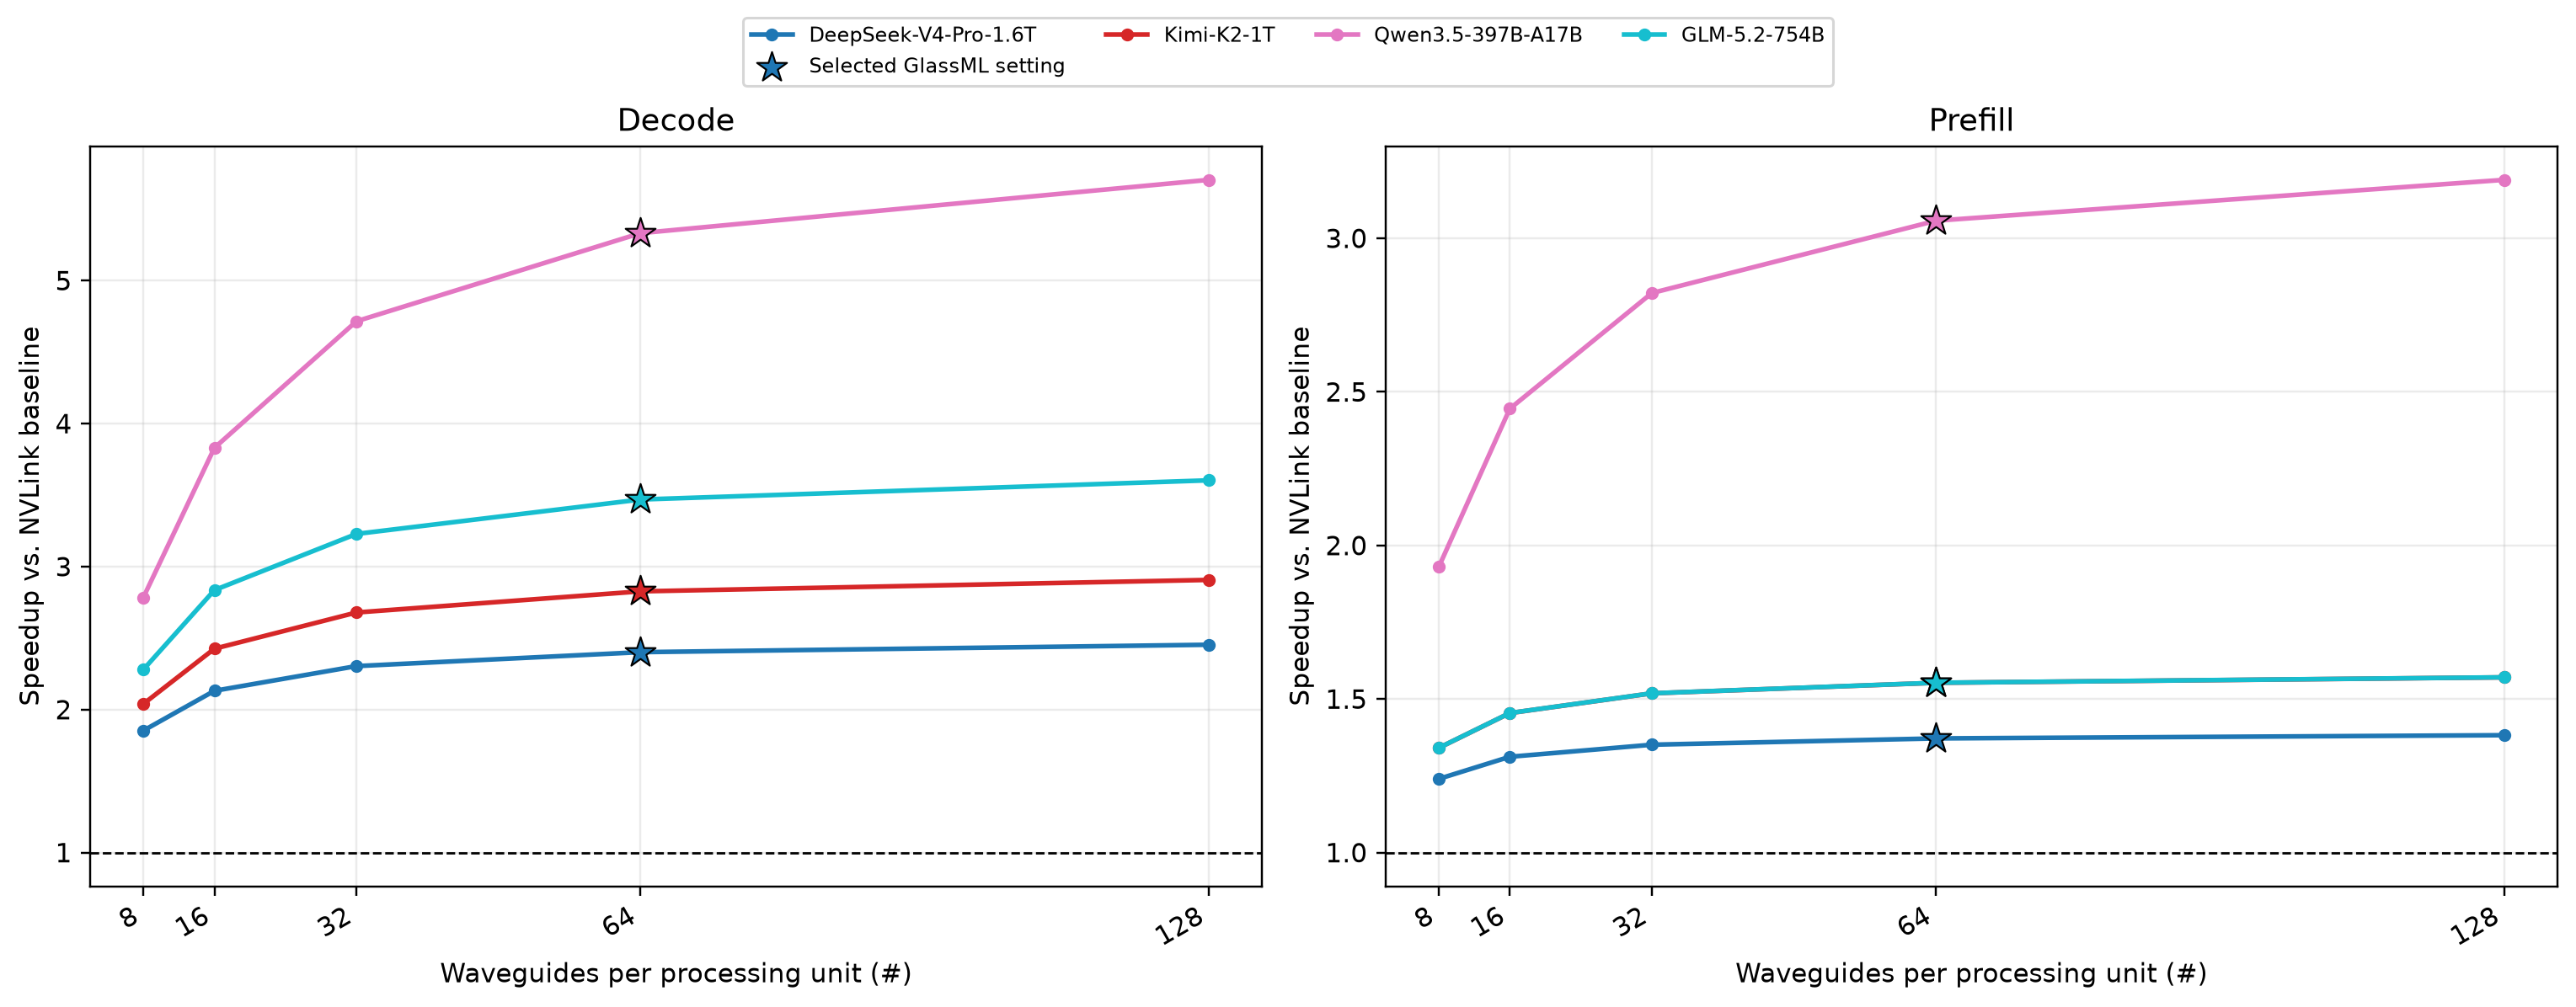 DeepSeek-V4-Pro-1.6T Kimi-K2-1T Qwen3.5-397B-A17B GLM-5.2-754B
Selected GlassML setting
Decode
Speedup vs. NVLink baseline
5
4
3
2
1
8 16 32 64 128
Waveguides per processing unit (#)
Prefill
Speedup vs. NVLink baseline
3.0
2.5
2.0
1.5
1.0
8 16 32 64 128
Waveguides per processing unit (#)